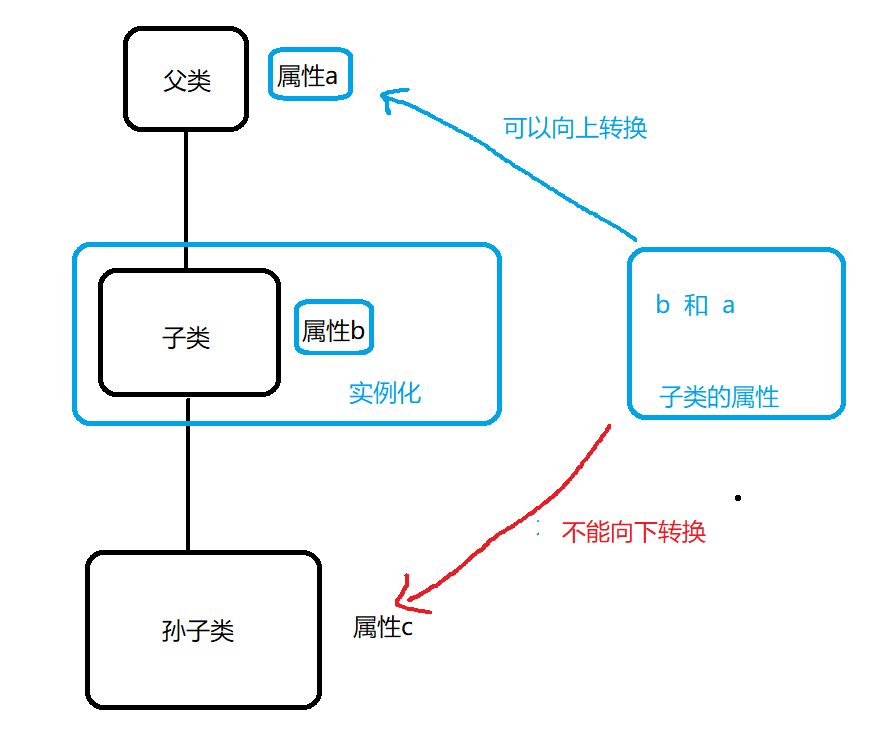 父类
属性a
可以向上转换
子类
属性b
实例化
b 和 a
子类的属性
不能向下转换
孙子类
属性c